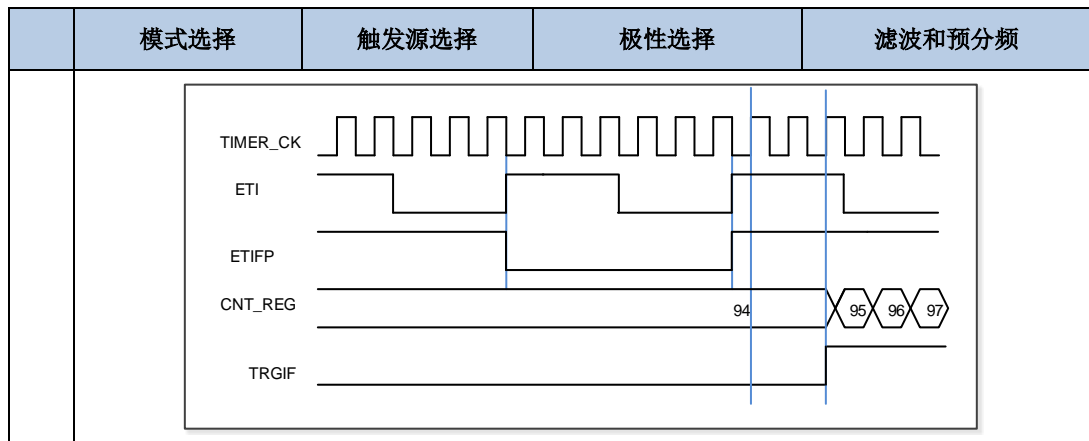 模式选择 触发源选择 极性选择 滤波和预分频
TIMER_CK
ETI
ETIFP
CNT_REG 94 95 96 97
TRGIF